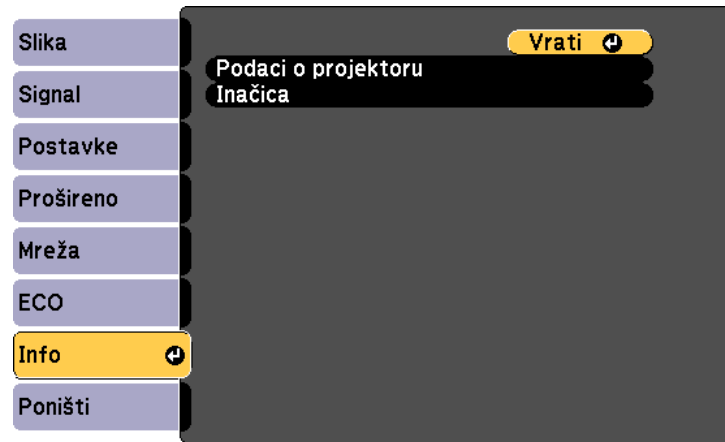 Slika
Signal
Postavke
Prošireno
Mreža
ECO
Info
Poništi
Vrati
Podaci o projektoru
Inačica